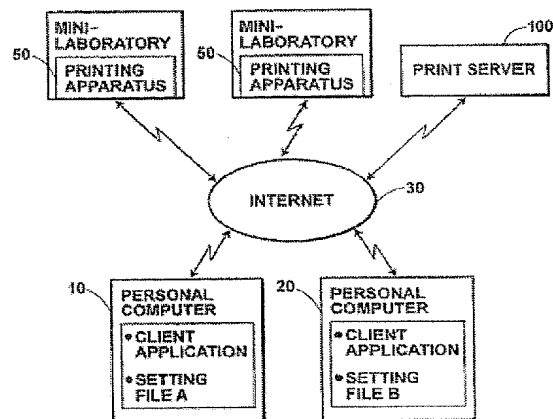 MINI-
LABORATORY
50
PRINTING
APPARATUS
MINI-
LABORATORY
50
PRINTING
APPARATUS
100
PRINT SERVER
INTERNET
30
10
PERSONAL
COMPUTER
• CLIENT
APPLICATION
• SETTING
FILE A
20
PERSONAL
COMPUTER
• CLIENT
APPLICATION
• SETTING
FILE B